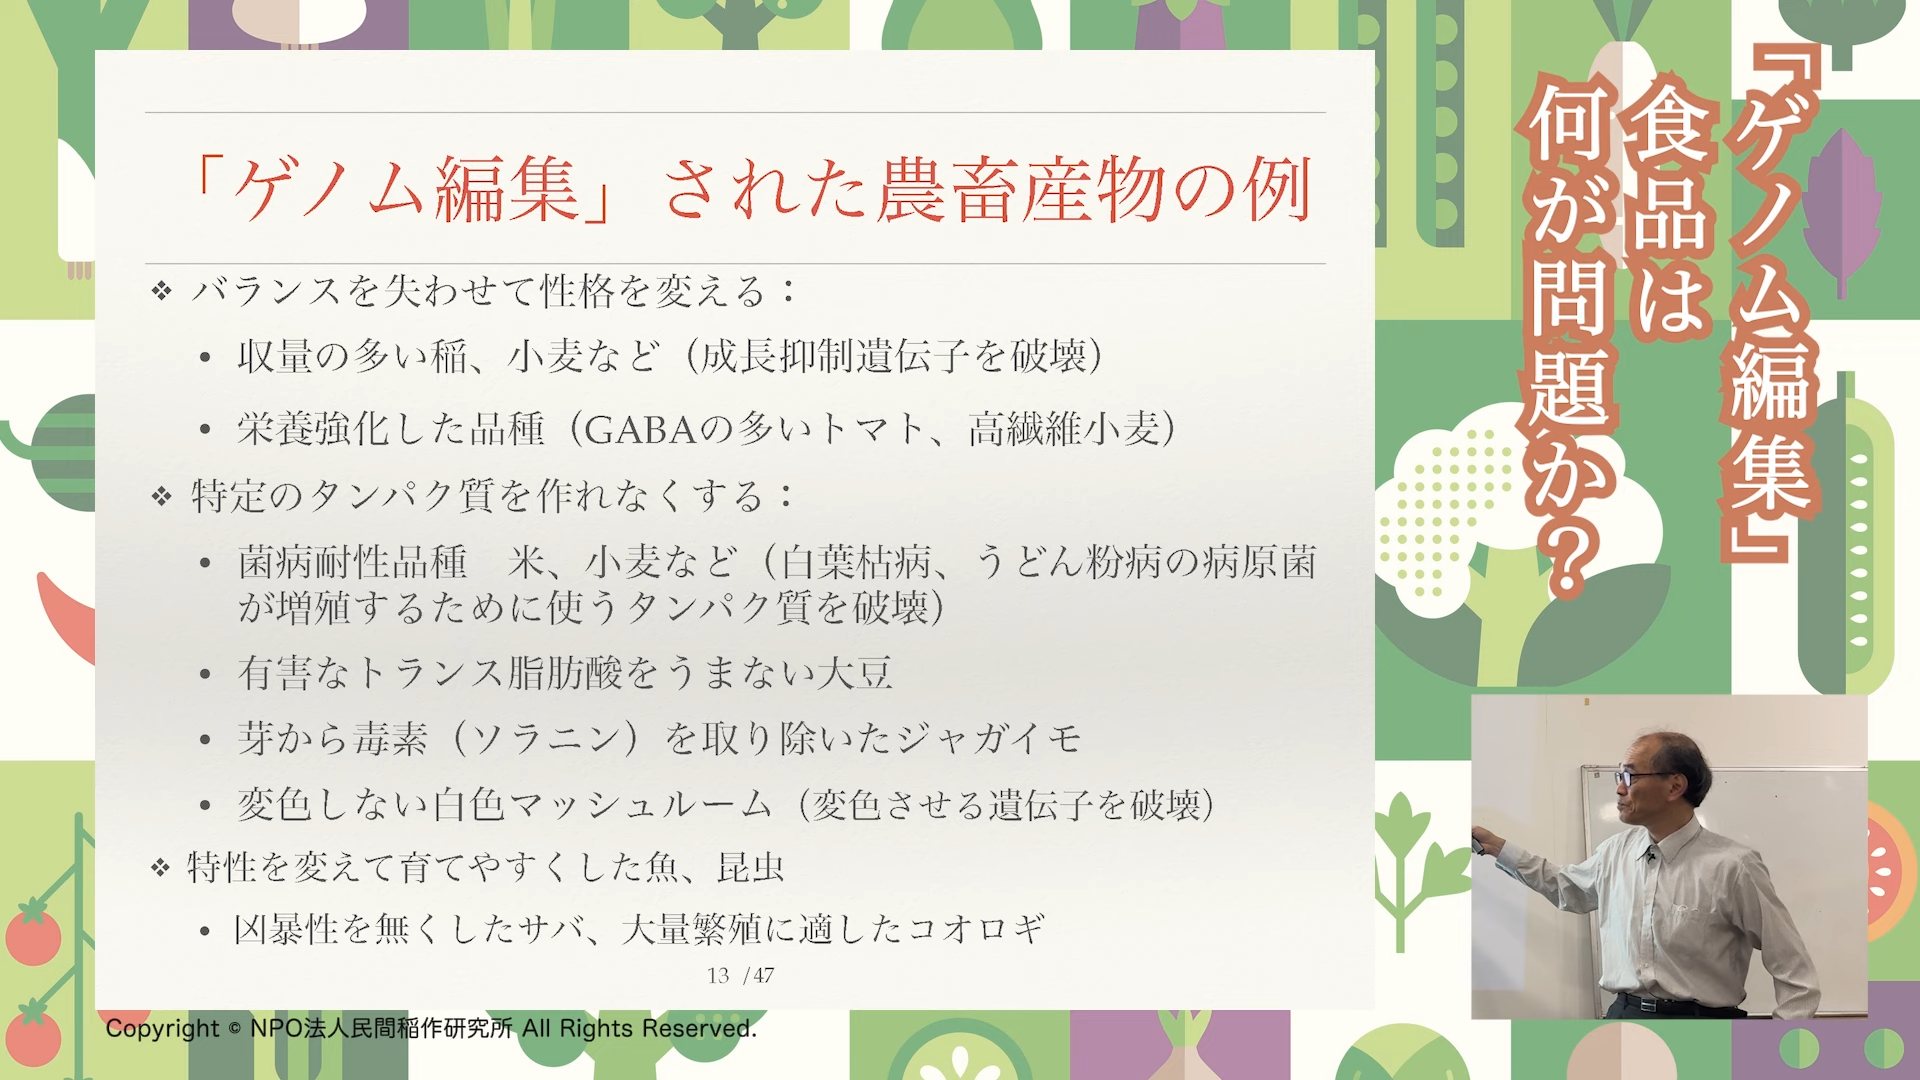 「ゲノム編集」された農畜産物の例
❖ バランスを失わせて性格を変える：
• 収量の多い稲、小麦など（成長抑制遺伝子を破壊）
• 栄養強化した品種（GABAの多いトマト、高繊維小麦）
❖ 特定のタンパク質を作れなくする：
• 菌病耐性品種　米、小麦など（白葉枯病、うどん粉病の病原菌
が増殖するために使うタンパク質を破壊）
• 有害なトランス脂肪酸をうまない大豆
• 芽から毒素（ソラニン）を取り除いたジャガイモ
• 変色しない白色マッシュルーム（変色させる遺伝子を破壊）
❖ 特性を変えて育てやすくした魚、昆虫
• 凶暴性を無くしたサバ、大量繁殖に適したコオロギ
13 /47
Copyright © NPO法人民間稲作研究所 All Rights Reserved.
『ゲノム編集』
食品は
何が問題か？